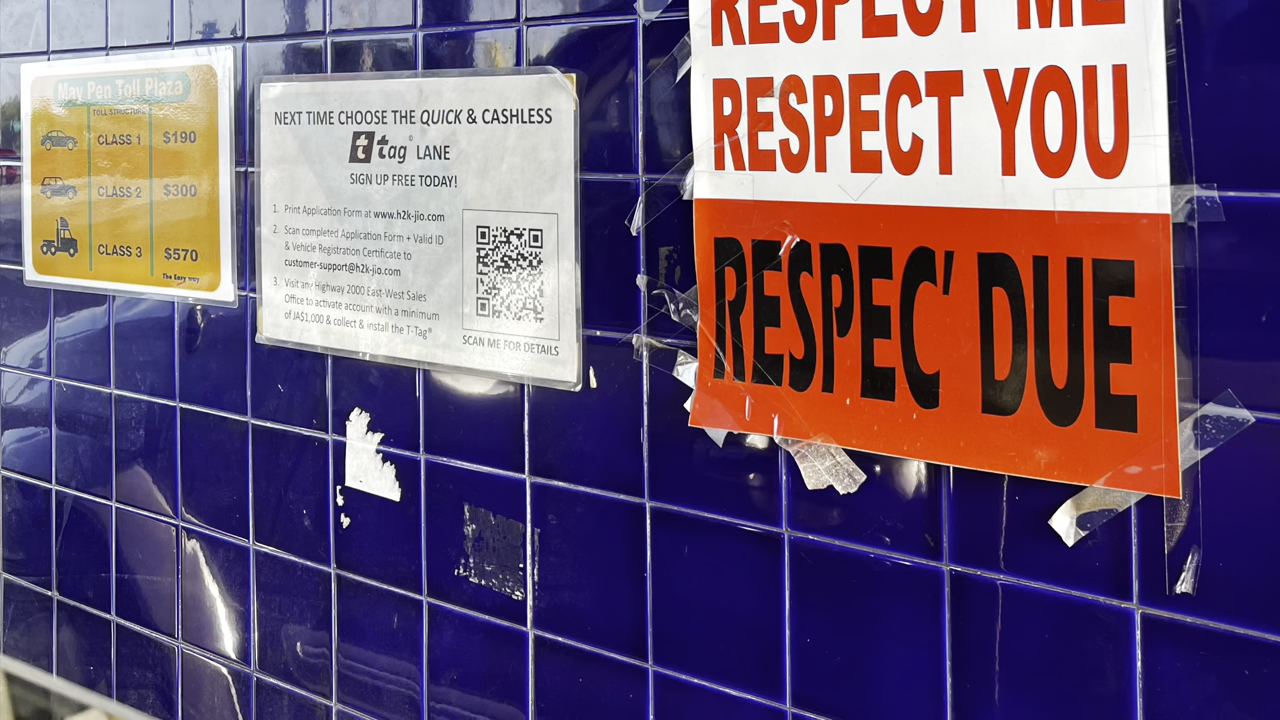 May Pen Toll Plaza
TOLL STRUCTURE
CLASS 1 $190
CLASS 2 $300
CLASS 3 $570
The Easy Way
NEXT TIME CHOOSE THE QUICK & CASHLESS
t tag© LANE
SIGN UP FREE TODAY!
1. Print Application Form at www.h2k-jio.com
2. Scan completed Application Form + Valid ID
& Vehicle Registration Certificate to
customer-support@h2k-jio.com
3. Visit any Highway 2000 East-West Sales
Office to activate account with a minimum
of JA$1,000 & collect & install the T-Tag®
SCAN ME FOR DETAILS
RESPECT ME
RESPECT YOU
RESPEC' DUE